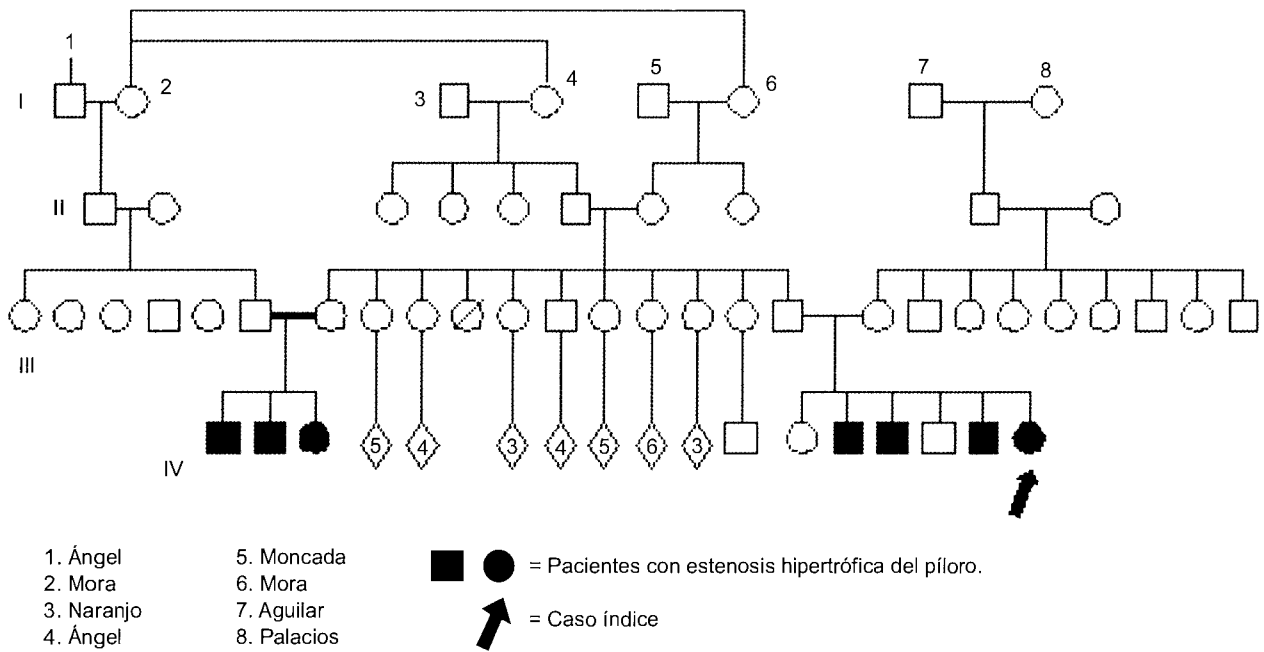 1
2
3
4
5
6
7
8
I
II
III
5
4
3
4
5
6
3
IV
1. Ángel
2. Mora
3. Naranjo
4. Ángel
5. Moncada
6. Mora
7. Aguilar
8. Palacios
= Pacientes con estenosis hipertrófica del píloro.
= Caso índice